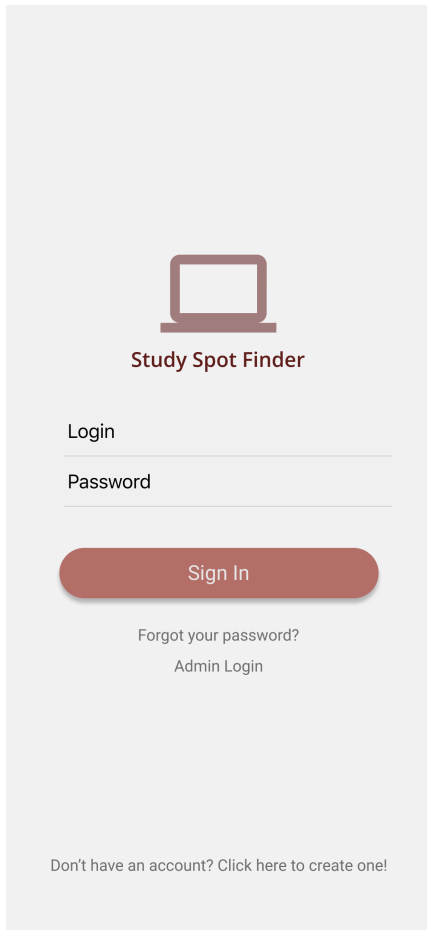 Study Spot Finder
Login
Password
Sign In
Forgot your password?
Admin Login
Don’t have an account? Click here to create one!